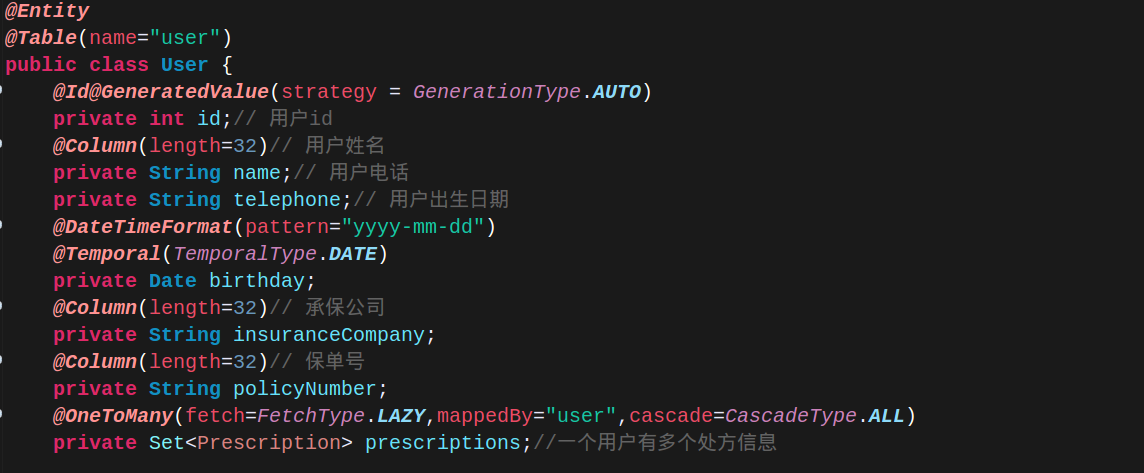 @Entity
@Table(name="user")
public class User {
    @Id@GeneratedValue(strategy = GenerationType.AUTO)
    private int id;// 用户id
    @Column(length=32)// 用户姓名
    private String name;// 用户电话
    private String telephone;// 用户出生日期
    @DateTimeFormat(pattern="yyyy-mm-dd")
    @Temporal(TemporalType.DATE)
    private Date birthday;
    @Column(length=32)// 承保公司
    private String insuranceCompany;
    @Column(length=32)// 保单号
    private String policyNumber;
    @OneToMany(fetch=FetchType.LAZY,mappedBy="user",cascade=CascadeType.ALL)
    private Set<Prescription> prescriptions;//一个用户有多个处方信息